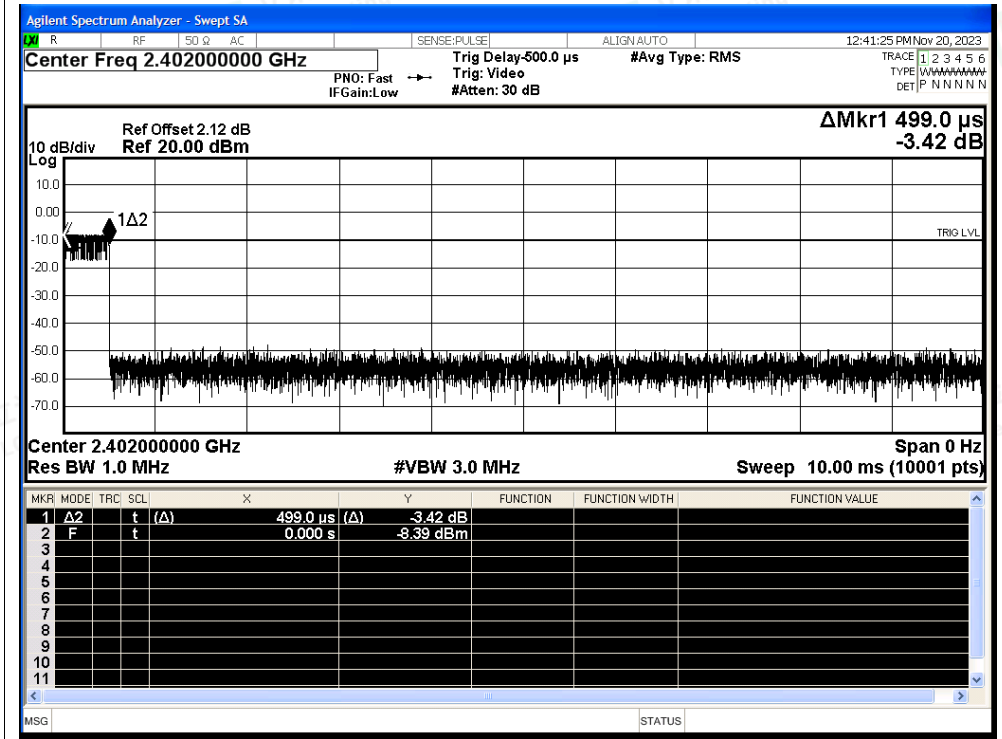 Agilent Spectrum Analyzer - Swept SA
LXI R RF 50 Ω AC SENSE:PULSE ALIGN AUTO 12:41:25 PM Nov 20, 2023
Center Freq 2.402000000 GHz
PNO: Fast
IFGain:Low
Trig Delay-500.0 µs
Trig: Video
#Atten: 30 dB
#Avg Type: RMS
TRACE 1 2 3 4 5 6
TYPE WWWWWW
DET P N N N N N
ΔMkr1 499.0 µs
-3.42 dB
Ref Offset 2.12 dB
10 dB/div Ref 20.00 dBm
Log
10.0
0.00
1Δ2
-10.0
TRIG LVL
-20.0
-30.0
-40.0
-50.0
-60.0
-70.0
Center 2.402000000 GHz Span 0 Hz
Res BW 1.0 MHz #VBW 3.0 MHz Sweep 10.00 ms (10001 pts)
MKR MODE TRC SCL X Y FUNCTION FUNCTION WIDTH FUNCTION VALUE
1 Δ2 t (Δ) 499.0 µs (Δ) -3.42 dB
2 F t 0.000 s -8.39 dBm
3
4
5
6
7
8
9
10
11
MSG STATUS